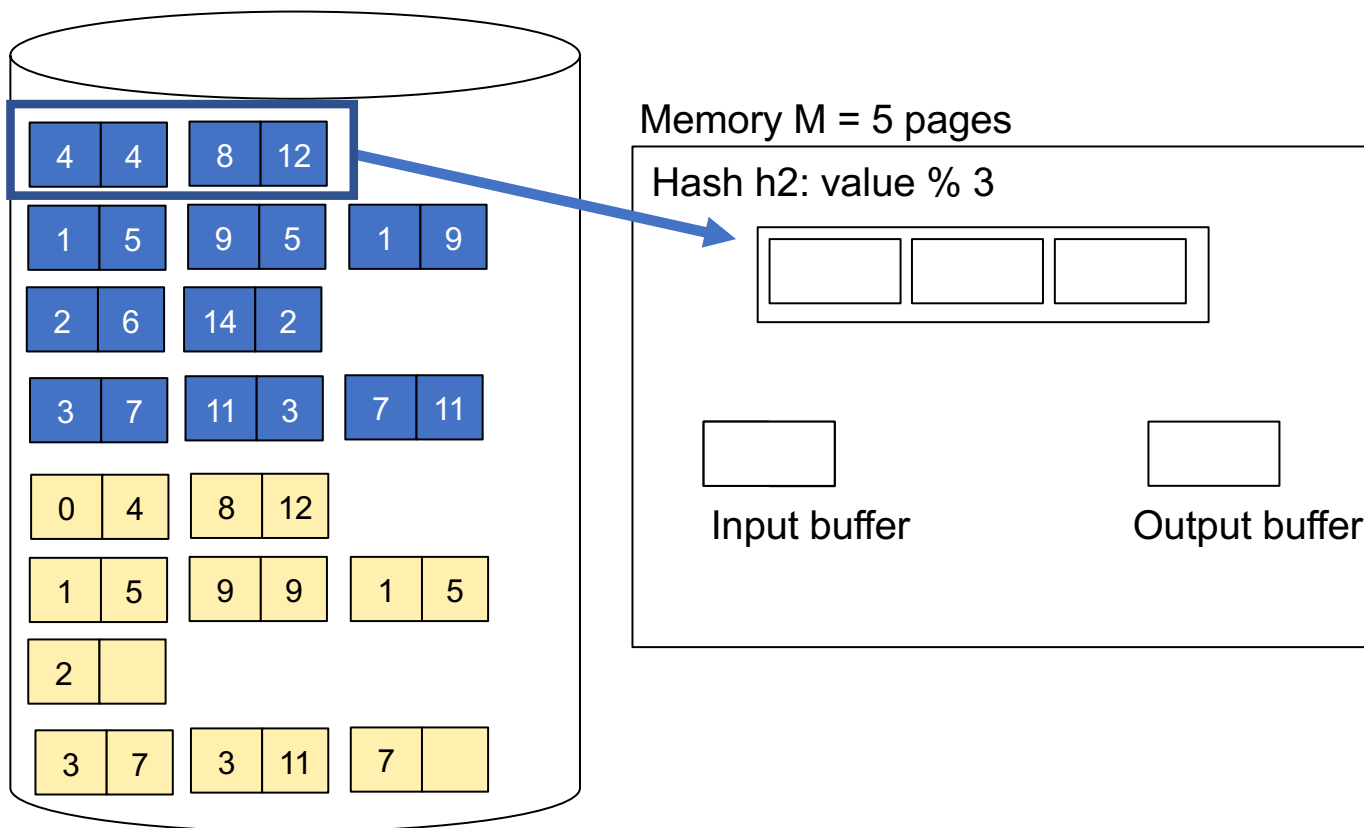 Memory M = 5 pages
Hash h2: value % 3
4 4 8 12
1 5 9 5 1 9
2 6 14 2
3 7 11 3 7 11
0 4 8 12
1 5 9 9 1 5
2
3 7 3 11 7
Input buffer
Output buffer